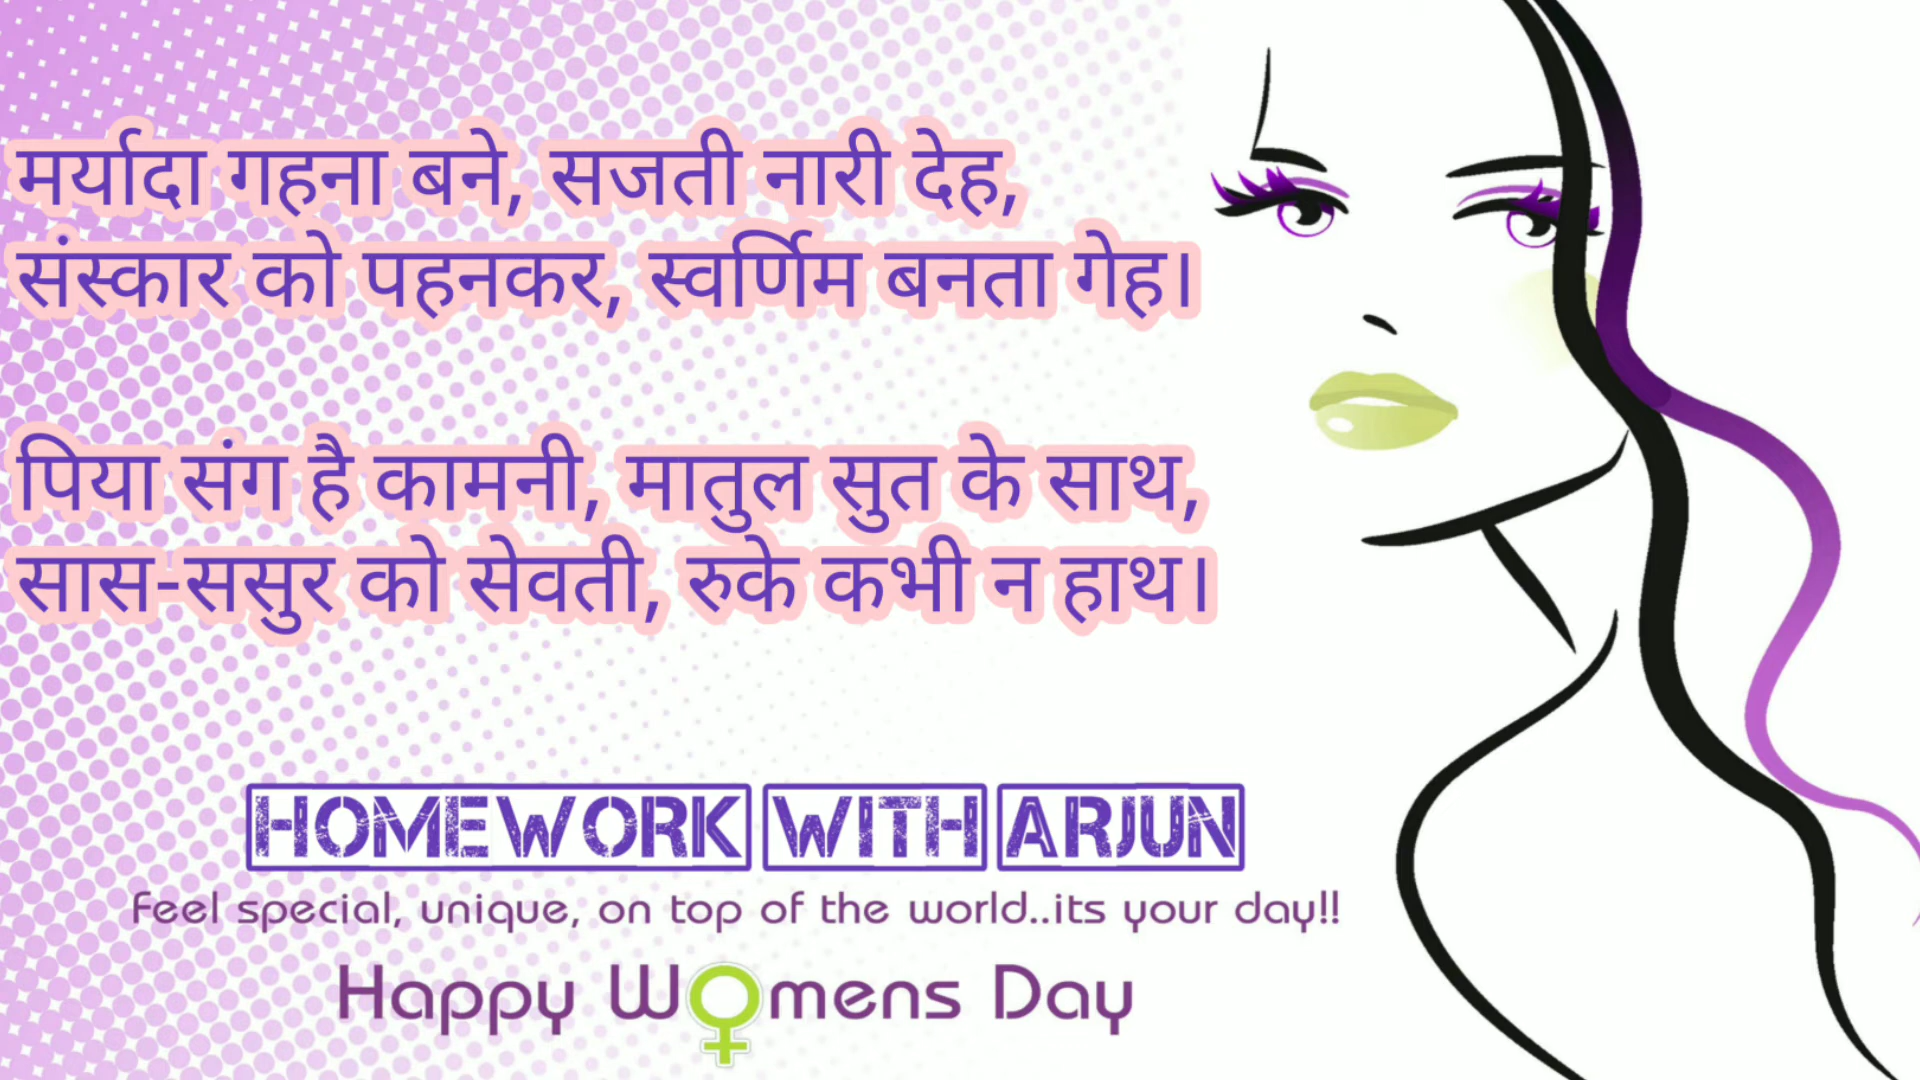 मर्यादा गहना बने, सजती नारी देह,
संस्कार को पहनकर, स्वर्णिम बनता गेह।
पिया संग है कामनी, मातुल सुत के साथ,
सास-ससुर को सेवती, रुके कभी न हाथ।
HOMEWORK WITH ARJUN
Feel special, unique, on top of the world..its your day!!
Happy Womens Day